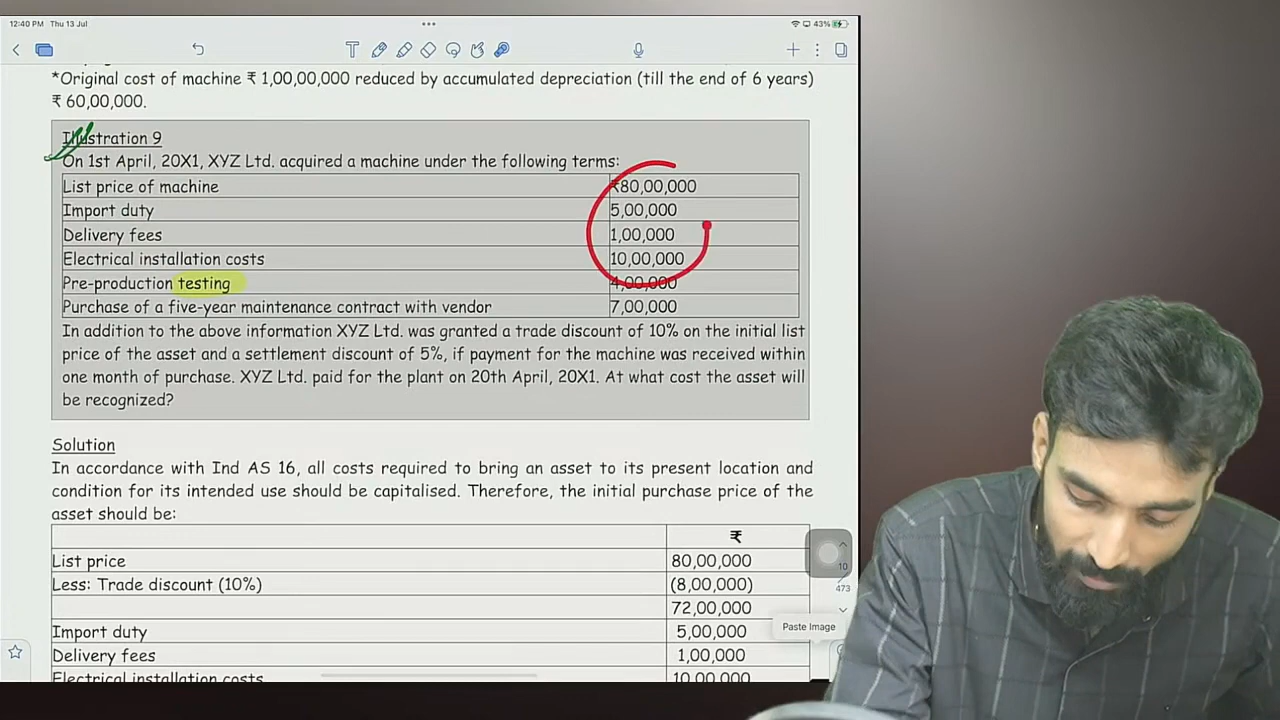 12:40 PM Thu 13 Jul
43%
*Original cost of machine ₹ 1,00,00,000 reduced by accumulated depreciation (till the end of 6 years)
₹ 60,00,000.
Illustration 9
On 1st April, 20X1, XYZ Ltd. acquired a machine under the following terms:
List price of machine ₹80,00,000
Import duty 5,00,000
Delivery fees 1,00,000
Electrical installation costs 10,00,000
Pre-production testing 4,00,000
Purchase of a five-year maintenance contract with vendor 7,00,000
In addition to the above information XYZ Ltd. was granted a trade discount of 10% on the initial list
price of the asset and a settlement discount of 5%, if payment for the machine was received within
one month of purchase. XYZ Ltd. paid for the plant on 20th April, 20X1. At what cost the asset will
be recognized?
Solution
In accordance with Ind AS 16, all costs required to bring an asset to its present location and
condition for its intended use should be capitalised. Therefore, the initial purchase price of the
asset should be:
₹
List price 80,00,000
Less: Trade discount (10%) (8,00,000)
72,00,000
Import duty 5,00,000
Delivery fees 1,00,000
Electrical installation costs 10,00,000
10
473
Paste Image